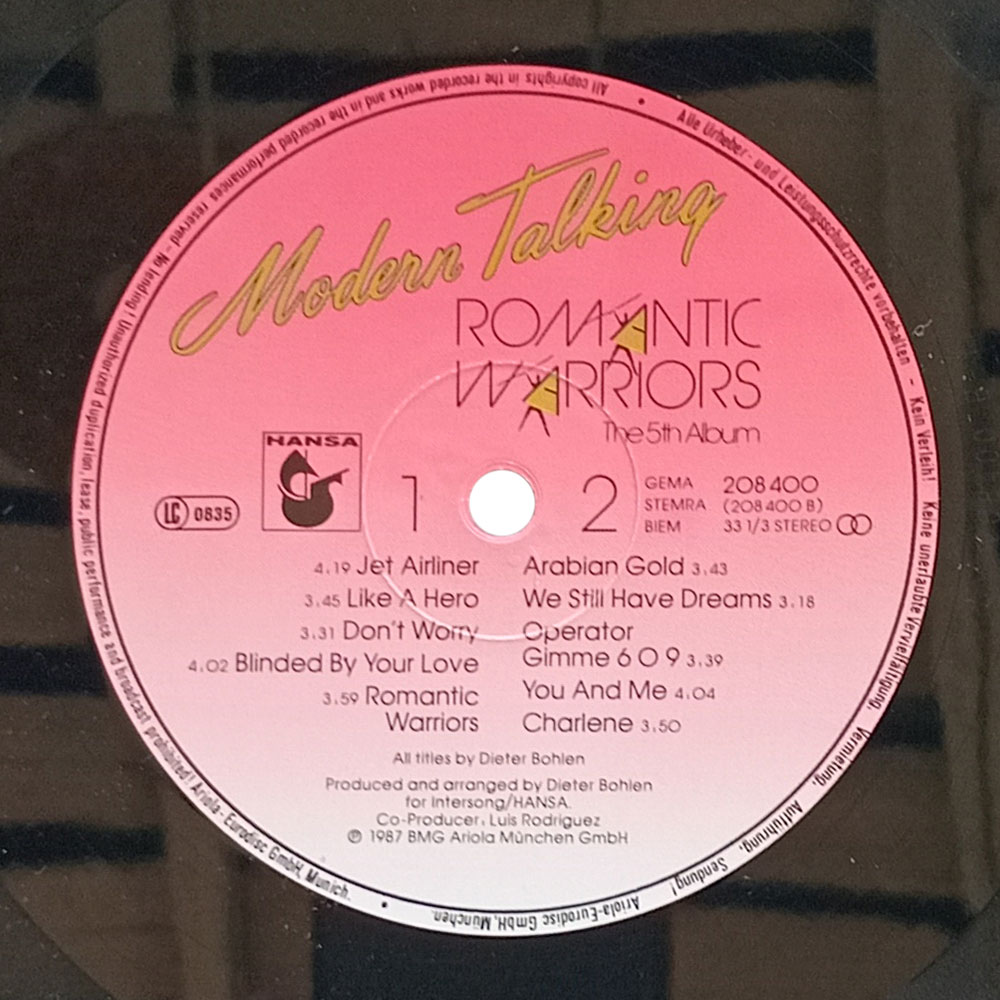 Modern Talking
ROMANTIC
WARRIORS
The 5th Album
HANSA
LC 0835
1
2
GEMA
STEMRA
BIEM
208 400
(208 400 B)
33 1/3 STEREO
4.19 Jet Airliner
3.45 Like A Hero
3.31 Don't Worry
4.02 Blinded By Your Love
3.59 Romantic
Warriors
Arabian Gold 3.43
We Still Have Dreams 3.18
Operator
Gimme 6 0 9 3.39
You And Me 4.04
Charlene 3.50
All titles by Dieter Bohlen
Produced and arranged by Dieter Bohlen
for Intersong/HANSA.
Co-Producer: Luis Rodriguez
℗ 1987 BMG Ariola München GmbH
Alle Urheber- und Leistungsschutzrechte vorbehalten - Kein Verleih! Keine unerlaubte Vervielfältigung, Vermietung, Aufführung, Sendung! Ariola-Eurodisc GmbH, München.
All copyrights in the recorded performances reserved - No lending! Unauthorized duplication, lease, public performance and broadcast prohibited! Ariola-Eurodisc GmbH, Munich.